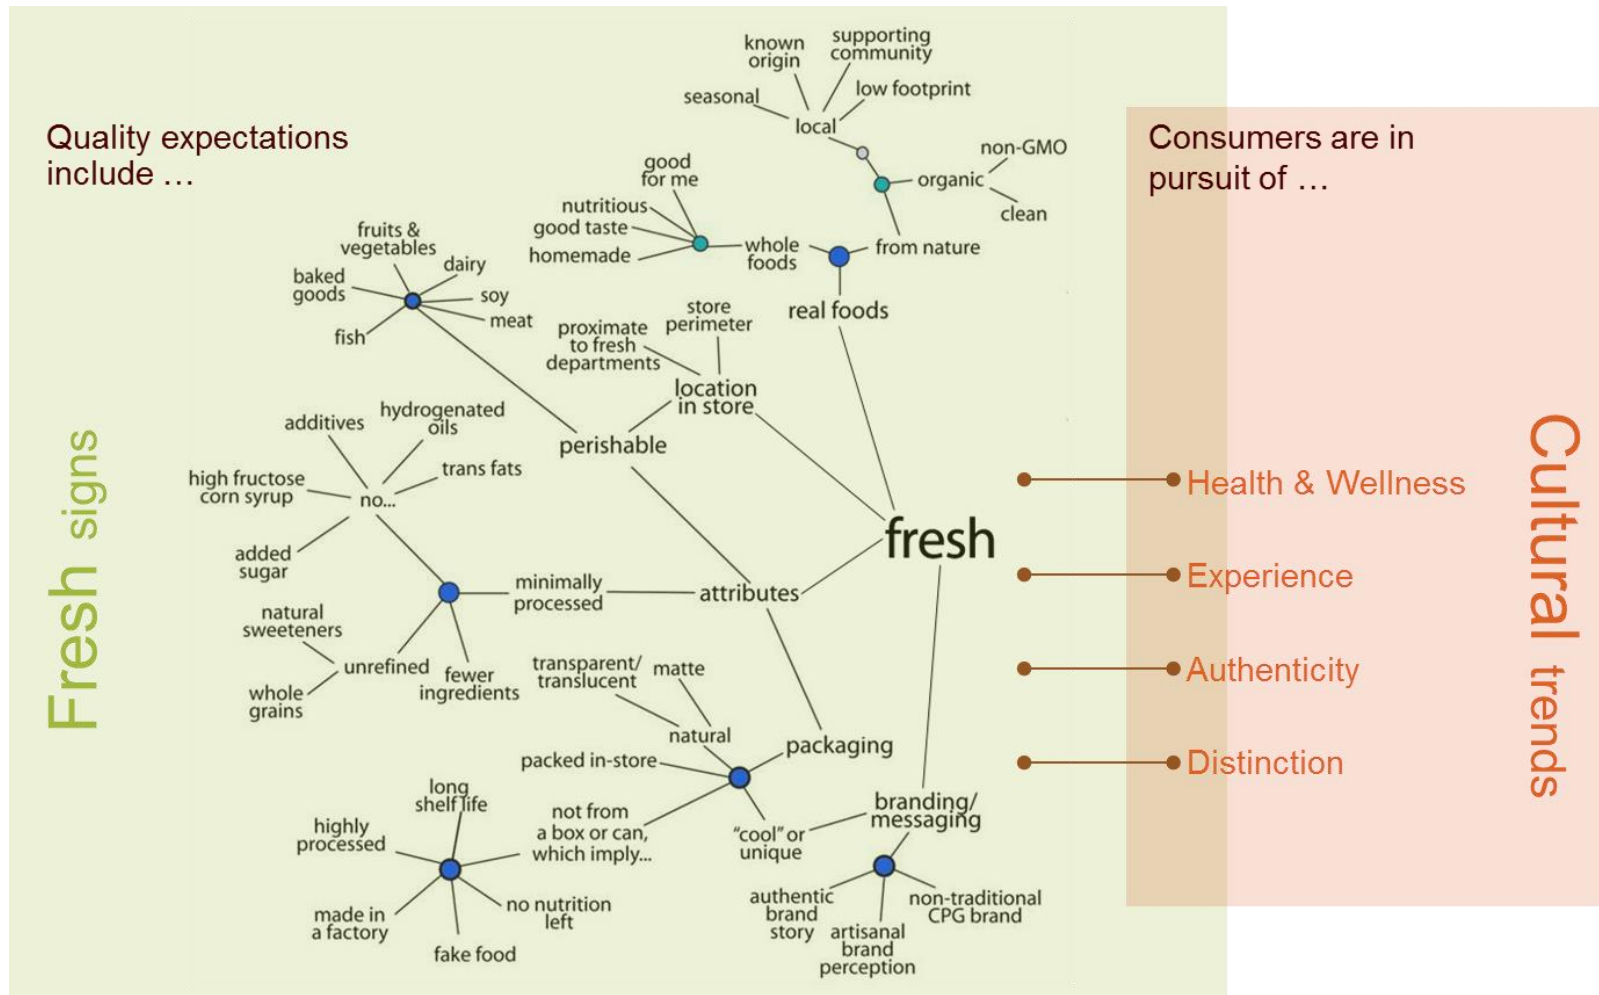 Quality expectations
include …
Fresh signs
known
origin
supporting
community
seasonal
low footprint
local
non-GMO
organic
clean
from nature
good
for me
nutritious
good taste
homemade
whole
foods
real foods
fruits &
vegetables
dairy
baked
goods
soy
meat
fish
store
perimeter
proximate
to fresh
departments
location
in store
perishable
additives
hydrogenated
oils
high fructose
corn syrup
trans fats
no...
added
sugar
fresh
minimally
processed
attributes
natural
sweeteners
unrefined
whole
grains
fewer
ingredients
transparent/
translucent
matte
natural
packaging
packed in-store
not from
a box or can,
which imply...
"cool" or
unique
branding/
messaging
long
shelf life
highly
processed
made in
a factory
fake food
no nutrition
left
authentic
brand
story
artisanal
brand
perception
non-traditional
CPG brand
Consumers are in
pursuit of …
Health & Wellness
Experience
Authenticity
Distinction
Cultural trends